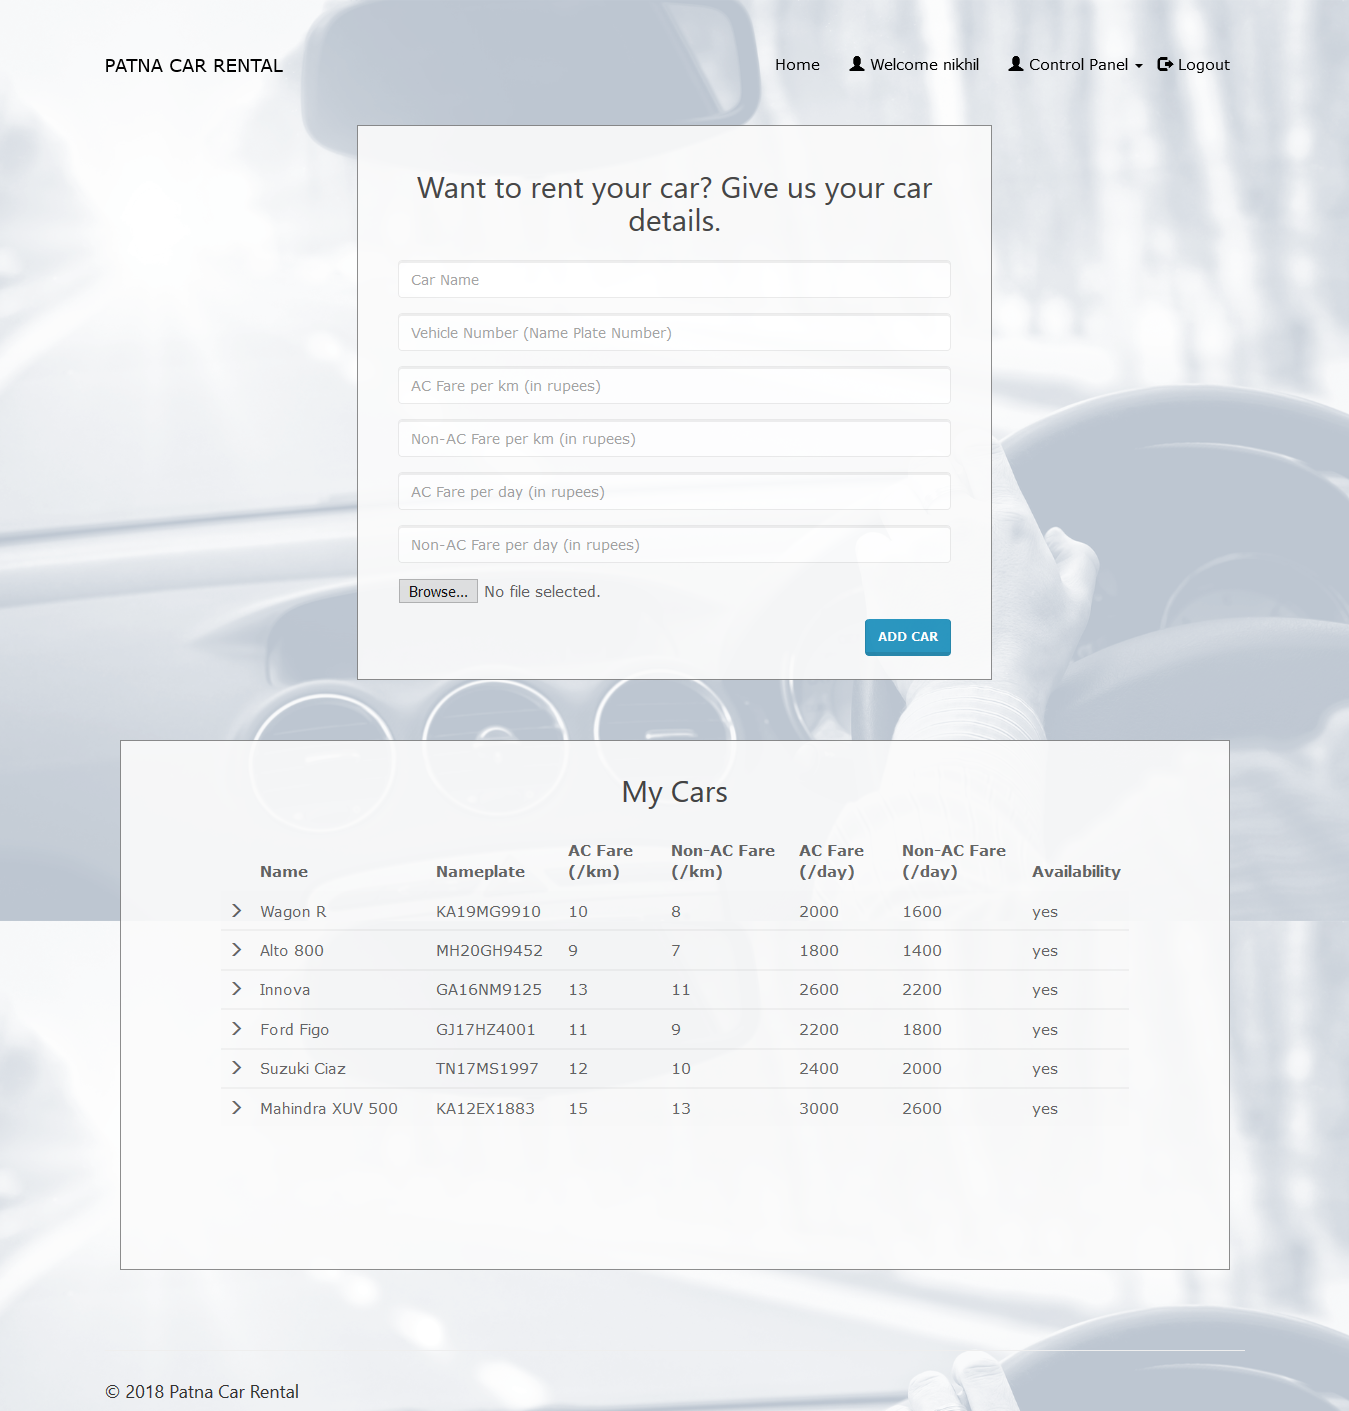 PATNA CAR RENTAL
Home Welcome nikhil Control Panel Logout
Want to rent your car? Give us your car
details.
Car Name
Vehicle Number (Name Plate Number)
AC Fare per km (in rupees)
Non-AC Fare per km (in rupees)
AC Fare per day (in rupees)
Non-AC Fare per day (in rupees)
Browse... No file selected.
ADD CAR
My Cars
Name Nameplate AC Fare (/km) Non-AC Fare (/km) AC Fare (/day) Non-AC Fare (/day) Availability
Wagon R KA19MG9910 10 8 2000 1600 yes
Alto 800 MH20GH9452 9 7 1800 1400 yes
Innova GA16NM9125 13 11 2600 2200 yes
Ford Figo GJ17HZ4001 11 9 2200 1800 yes
Suzuki Ciaz TN17MS1997 12 10 2400 2000 yes
Mahindra XUV 500 KA12EX1883 15 13 3000 2600 yes
© 2018 Patna Car Rental